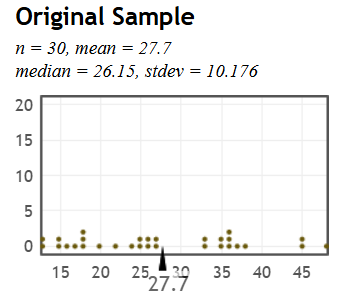 Original Sample
n = 30, mean = 27.7
median = 26.15, stdev = 10.176
20
15
10
5
0
15 20 25 30 35 40 45
27.7